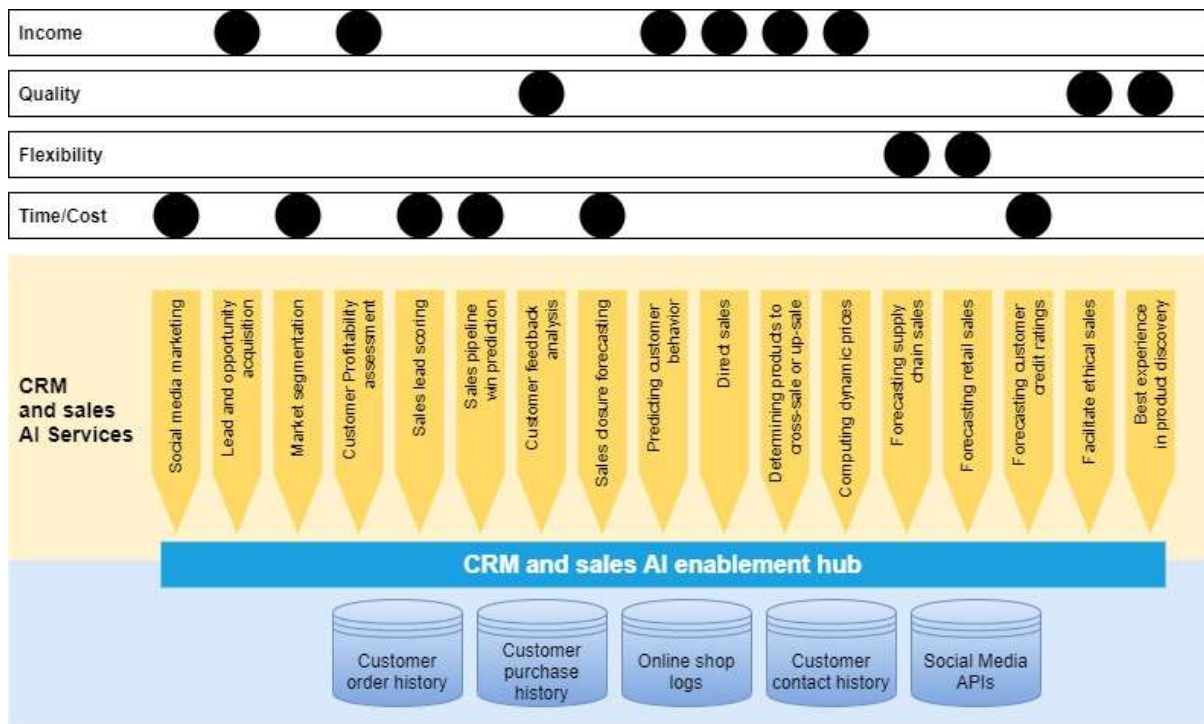 Income
Quality
Flexibility
Time/Cost
CRM
and sales
AI Services
Social media marketing
Lead and opportunity
acquisition
Market segmentation
Customer Profitability
assessment
Sales lead scoring
Sales pipeline
win prediction
Customer feedback
analysis
Sales closure forecasting
Predicting customer
behavior
Direct sales
Determining products to
cross-sale or up-sale
Computing dynamic prices
Forecasting supply
chain sales
Forecasting retail sales
Forecasting customer
credit ratings
Facilitate ethical sales
Best experience
in product discovery
CRM and sales AI enablement hub
Customer
order history
Customer
purchase
history
Online shop
logs
Customer
contact history
Social Media
APIs